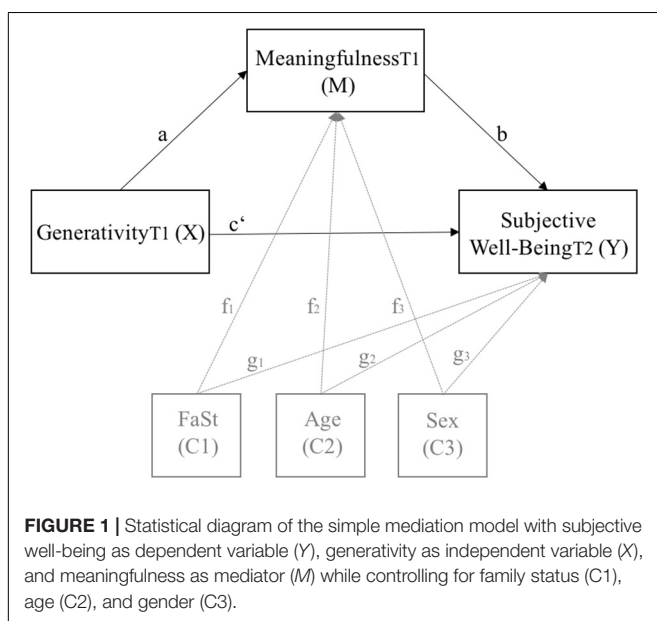 MeaningfulnessT1
(M)
a
b
GenerativityT1 (X)
c‘
Subjective
Well-BeingT2 (Y)
f1
f2
f3
g1
g2
g3
FaSt
(C1)
Age
(C2)
Sex
(C3)
FIGURE 1 | Statistical diagram of the simple mediation model with subjective
well-being as dependent variable (Y), generativity as independent variable (X),
and meaningfulness as mediator (M) while controlling for family status (C1),
age (C2), and gender (C3).